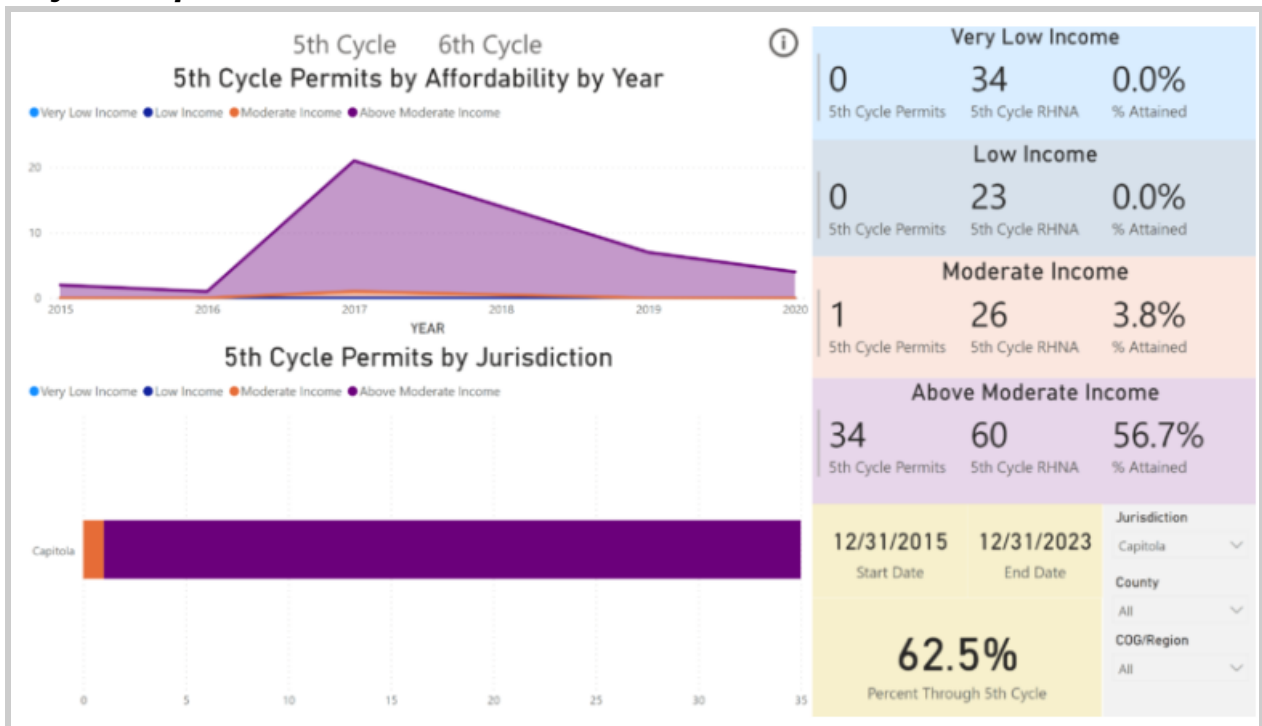 5th Cycle 6th Cycle
5th Cycle Permits by Affordability by Year
Very Low Income Low Income Moderate Income Above Moderate Income
20
10
0
2015 2016 2017 2018 2019 2020
YEAR
5th Cycle Permits by Jurisdiction
Very Low Income Low Income Moderate Income Above Moderate Income
Capitola
0 5 10 15 20 25 30 35
Very Low Income
0 34 0.0%
5th Cycle Permits 5th Cycle RHNA % Attained
Low Income
0 23 0.0%
5th Cycle Permits 5th Cycle RHNA % Attained
Moderate Income
1 26 3.8%
5th Cycle Permits 5th Cycle RHNA % Attained
Above Moderate Income
34 60 56.7%
5th Cycle Permits 5th Cycle RHNA % Attained
12/31/2015 12/31/2023
Start Date End Date
62.5%
Percent Through 5th Cycle
Jurisdiction
Capitola
County
All
COG/Region
All